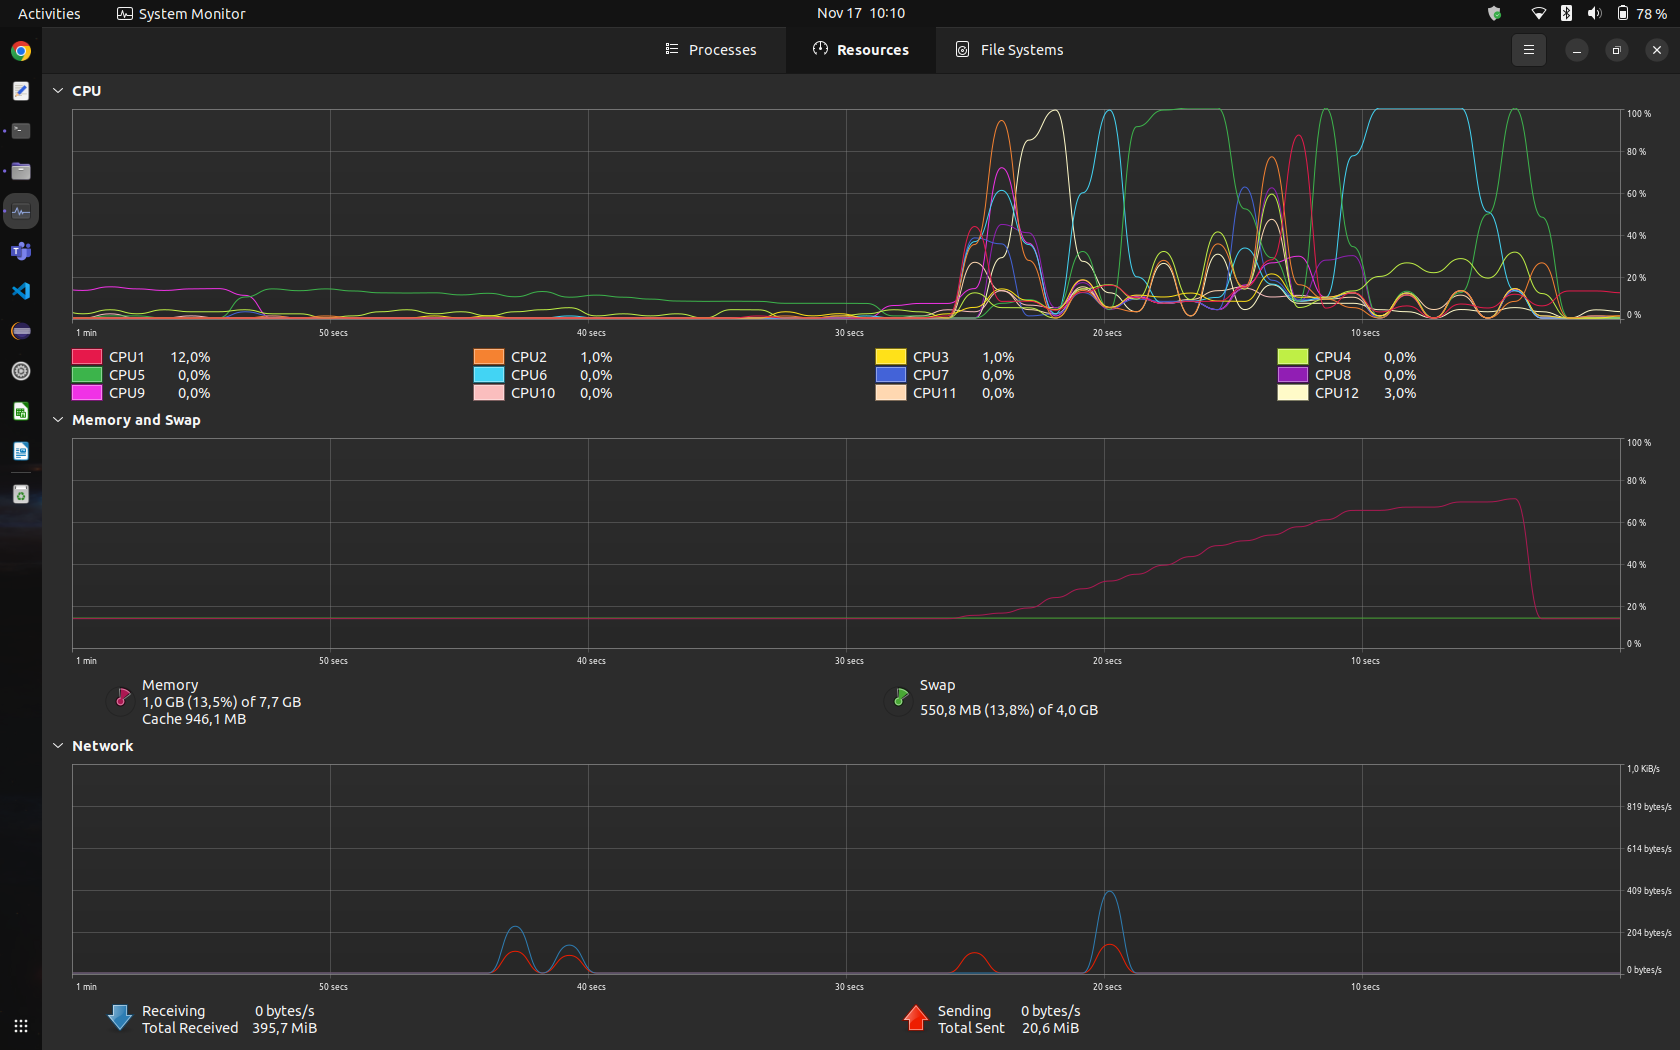 Activities System Monitor Nov 17 10:10 78 %
Processes Resources File Systems
CPU
100 %
80 %
60 %
40 %
20 %
0 %
1 min 50 secs 40 secs 30 secs 20 secs 10 secs
CPU1 12,0% CPU2 1,0% CPU3 1,0% CPU4 0,0%
CPU5 0,0% CPU6 0,0% CPU7 0,0% CPU8 0,0%
CPU9 0,0% CPU10 0,0% CPU11 0,0% CPU12 3,0%
Memory and Swap
100 %
80 %
60 %
40 %
20 %
0 %
1 min 50 secs 40 secs 30 secs 20 secs 10 secs
Memory
1,0 GB (13,5%) of 7,7 GB
Cache 946,1 MB
Swap
550,8 MB (13,8%) of 4,0 GB
Network
1,0 KiB/s
819 bytes/s
614 bytes/s
409 bytes/s
204 bytes/s
0 bytes/s
1 min 50 secs 40 secs 30 secs 20 secs 10 secs
Receiving 0 bytes/s
Total Received 395,7 MiB
Sending 0 bytes/s
Total Sent 20,6 MiB